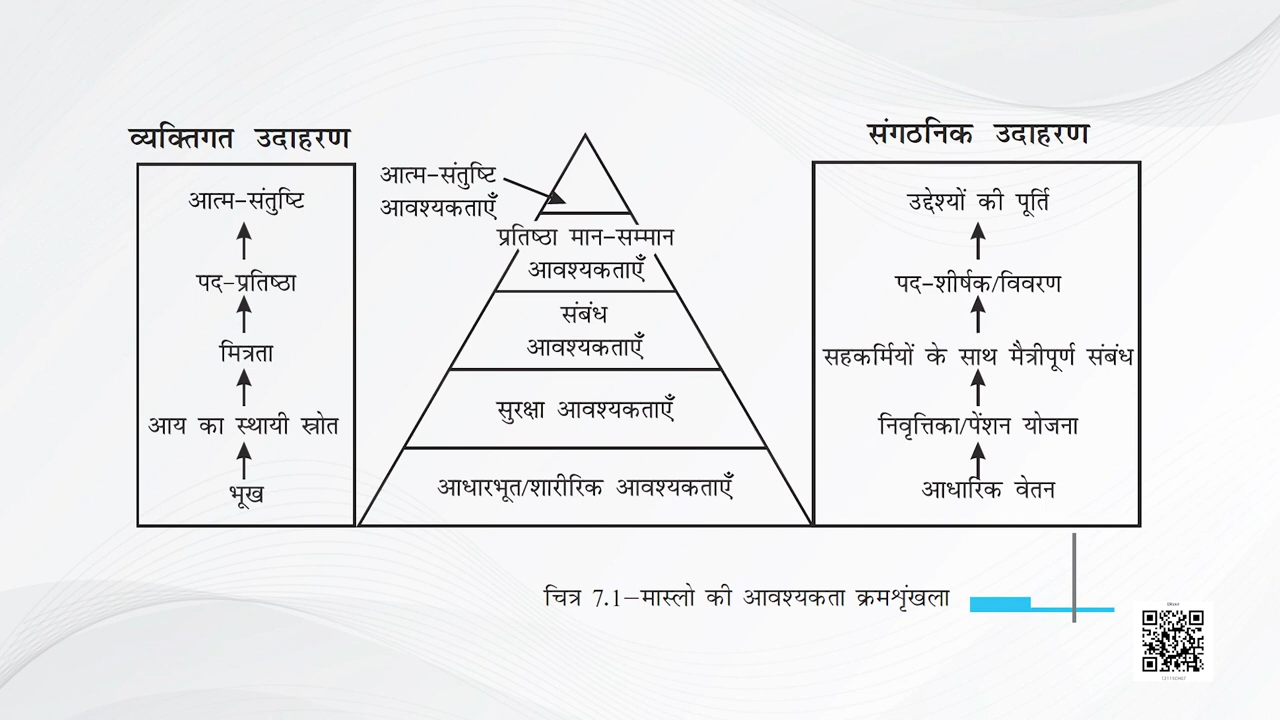 व्यक्तिगत उदाहरण
आत्म-संतुष्टि
पद-प्रतिष्ठा
मित्रता
आय का स्थायी स्रोत
भूख
आत्म-संतुष्टि
आवश्यकताएँ
प्रतिष्ठा मान-सम्मान
आवश्यकताएँ
संबंध
आवश्यकताएँ
सुरक्षा आवश्यकताएँ
आधारभूत/शारीरिक आवश्यकताएँ
संगठनिक उदाहरण
उद्देश्यों की पूर्ति
पद-शीर्षक/विवरण
सहकर्मियों के साथ मैत्रीपूर्ण संबंध
निवृत्तिका/पेंशन योजना
आधारिक वेतन
चित्र 7.1–मास्लो की आवश्यकता क्रमशृंखला